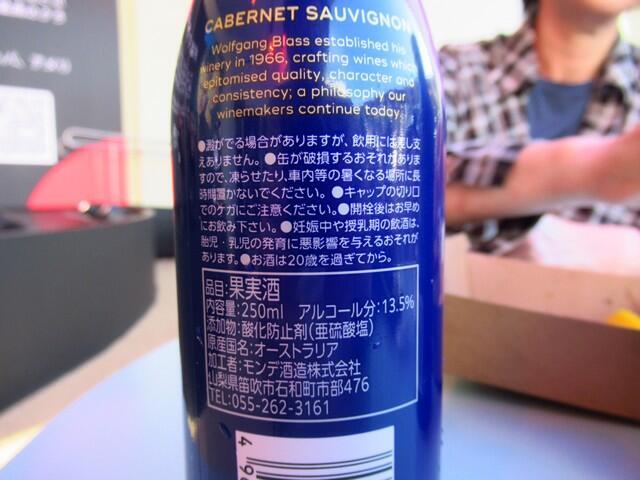 CABERNET SAUVIGNON
Wolfgang Blass established his
winery in 1966, crafting wines which
epitomised quality, character and
consistency; a philosophy our
winemakers continue today.
●澱がでる場合がありますが、飲用には差し支
えありません。●缶が破損するおそれがありま
すので、凍らせたり、車内等の暑くなる場所に長
時間置かないでください。●キャップの切り口
でのケガにご注意ください。●開栓後はお早め
にお飲み下さい。●妊娠中や授乳期の飲酒は、
胎児・乳児の発育に悪影響を与えるおそれが
あります。●お酒は20歳を過ぎてから。
品目:果実酒
内容量:250ml アルコール分:13.5%
添加物:酸化防止剤(亜硫酸塩)
原産国名:オーストラリア
加工者:モンデ酒造株式会社
山梨県笛吹市石和町市部476
TEL:055-262-3161